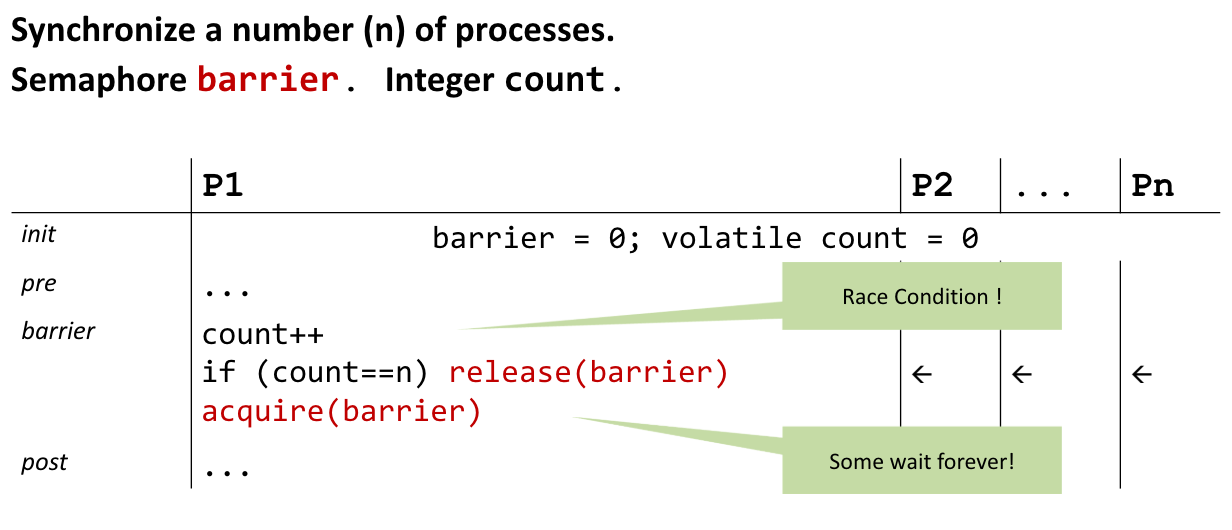 Synchronize a number (n) of processes.
Semaphore barrier. Integer count.
P1 P2 ... Pn
init barrier = 0; volatile count = 0
pre ...
Race Condition !
barrier count++
if (count==n) release(barrier) ← ← ←
acquire(barrier)
Some wait forever!
post ...